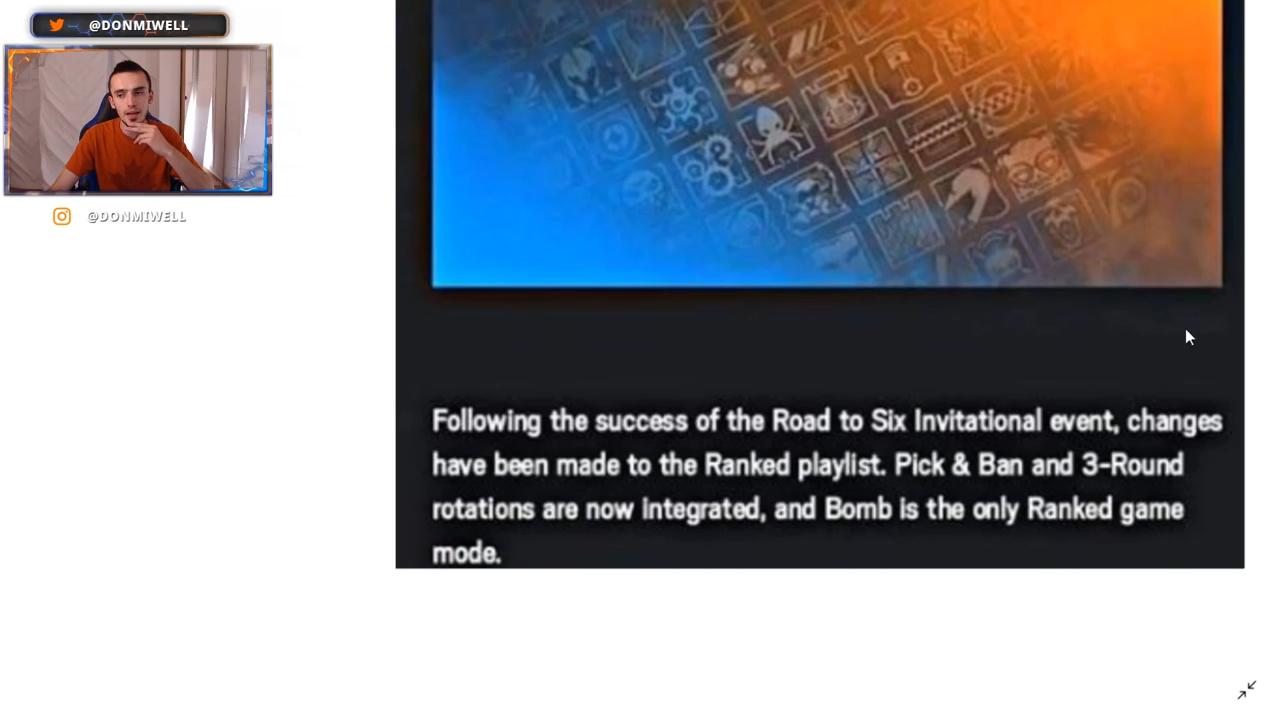 @DONMIWELL
@DONMIWELL
Following the success of the Road to Six Invitational event, changes
have been made to the Ranked playlist. Pick & Ban and 3-Round
rotations are now integrated, and Bomb is the only Ranked game
mode.